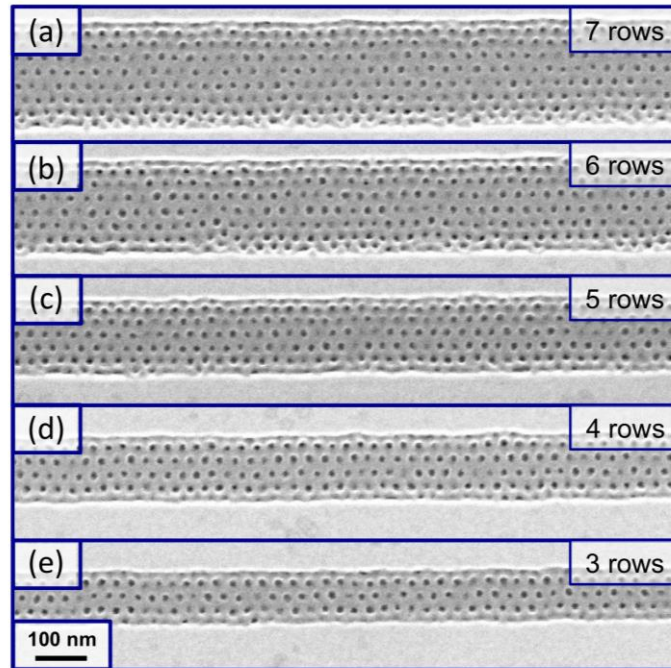 (a) 7 rows
(b) 6 rows
(c) 5 rows
(d) 4 rows
(e) 3 rows
100 nm